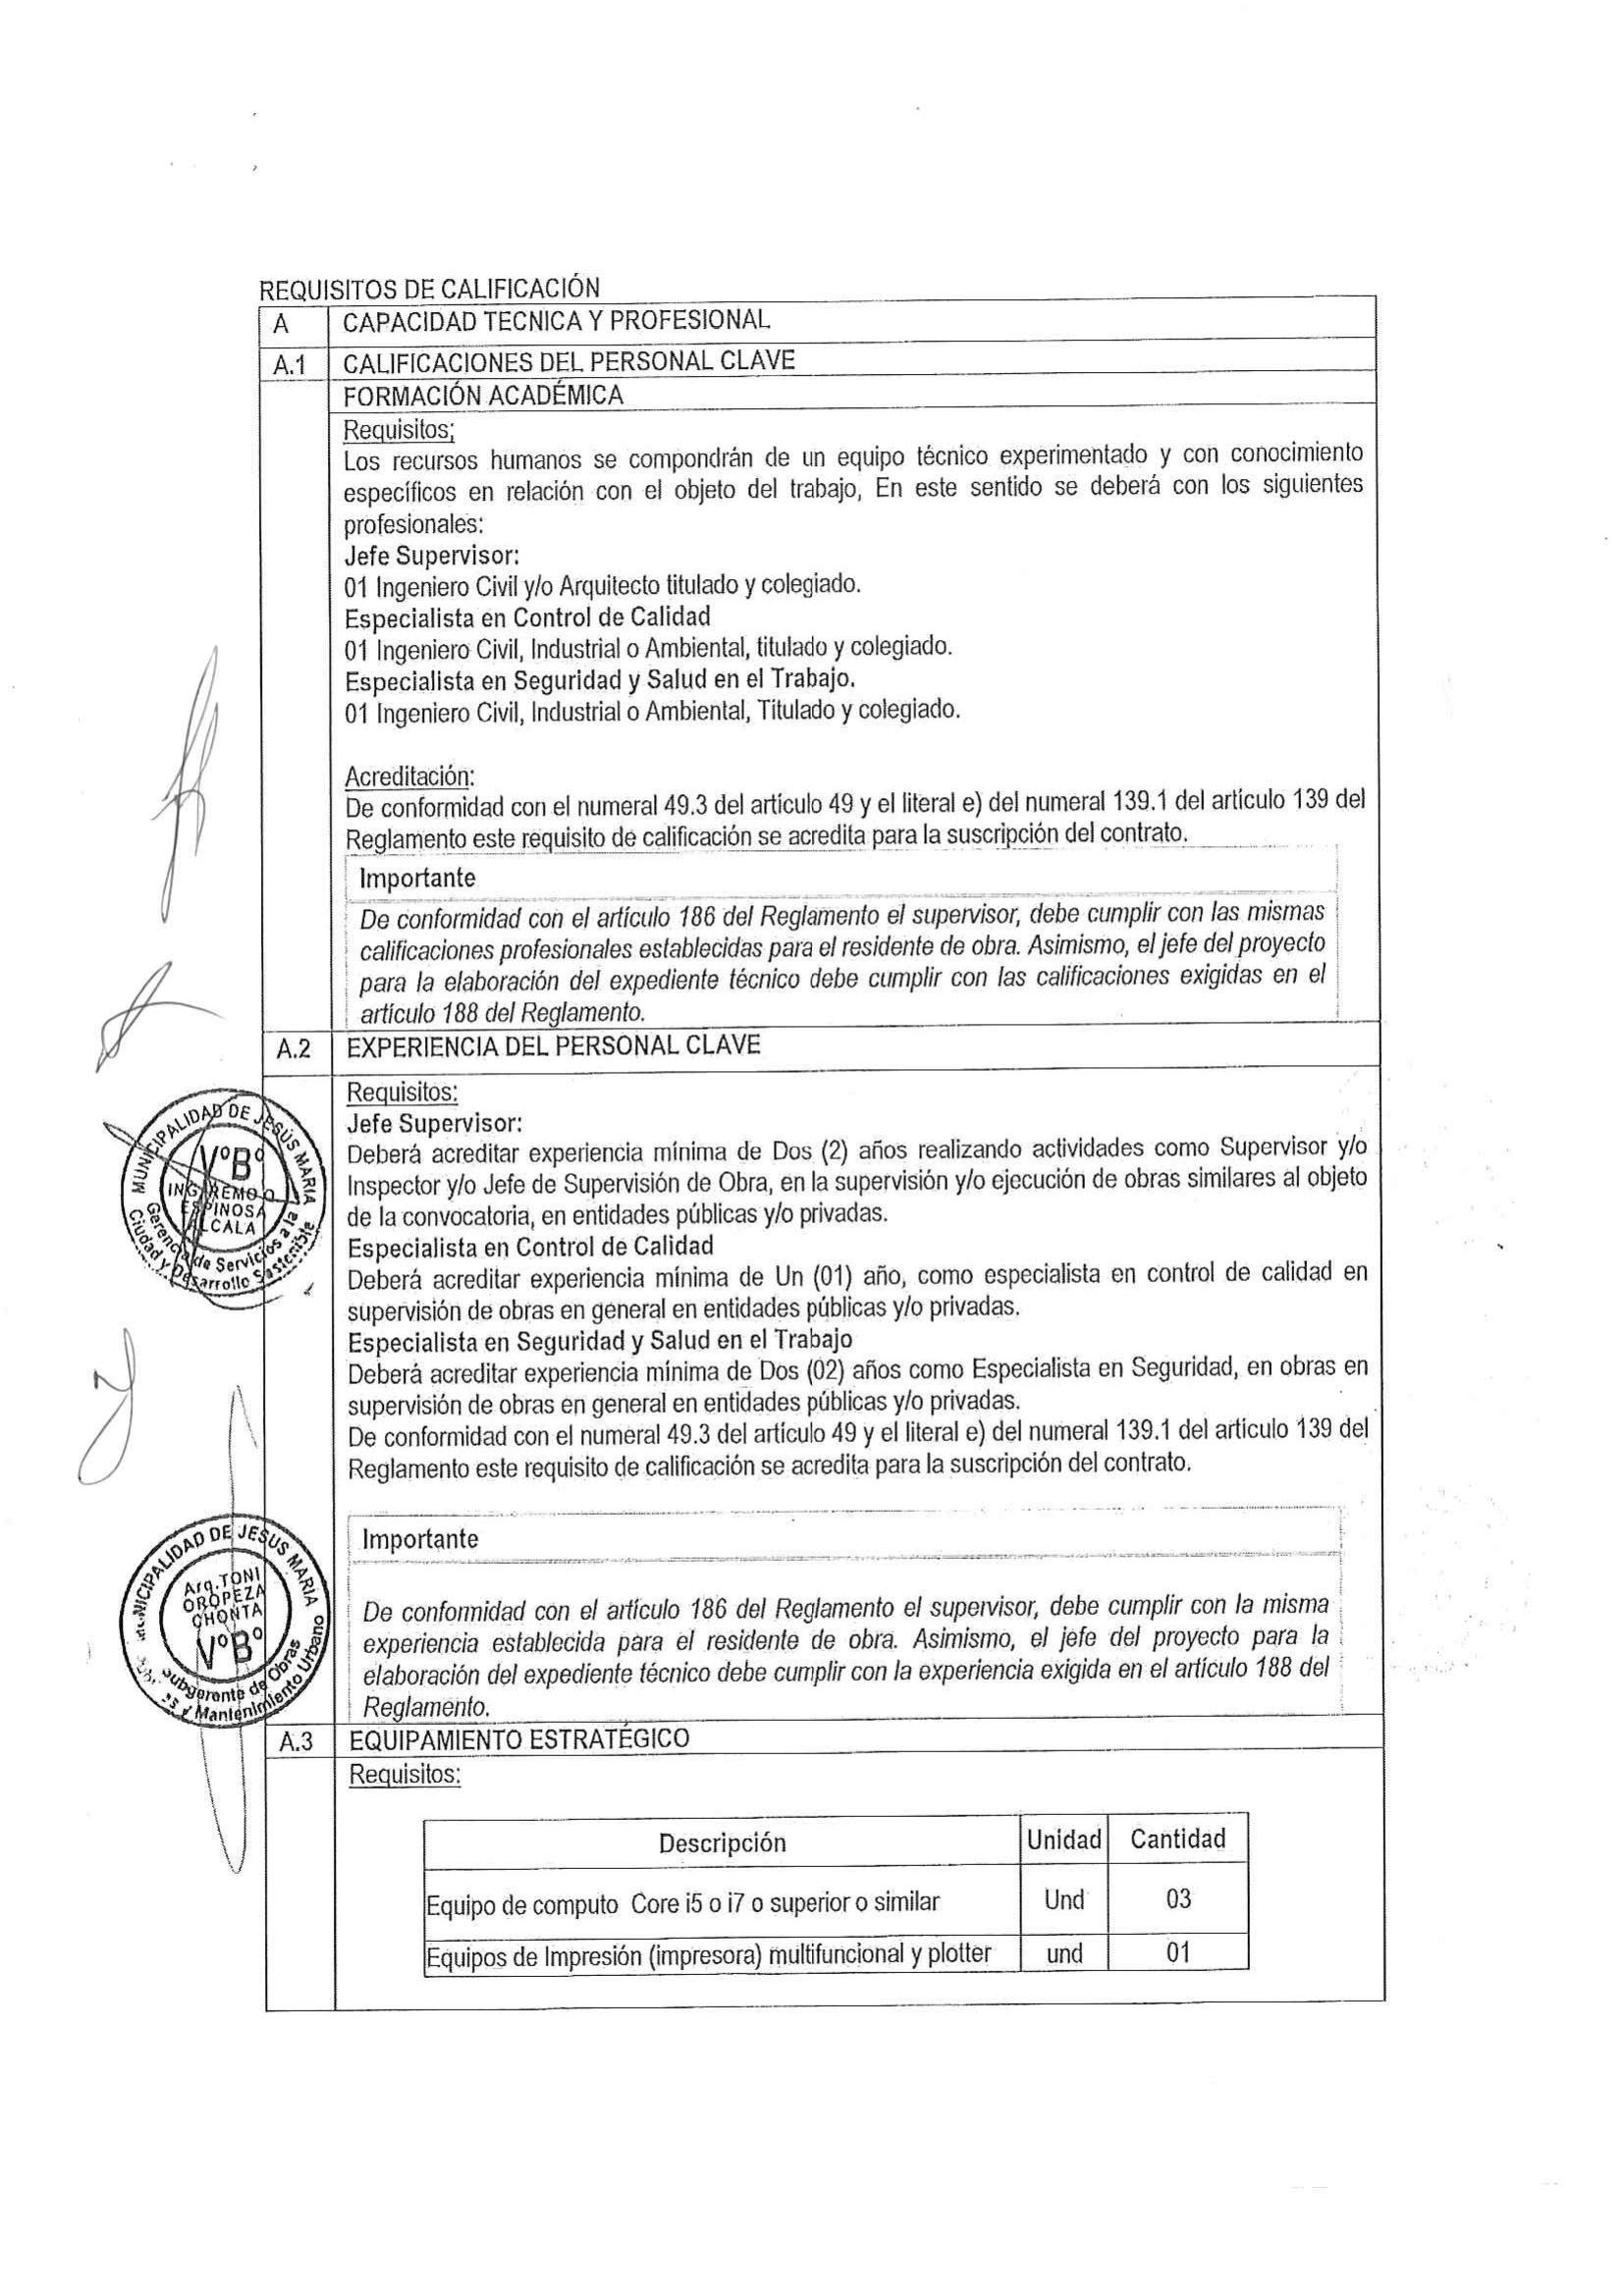 REQUISITOS DE CALIFICACIÓN
A CAPACIDAD TECNICA Y PROFESIONAL
A.1 CALIFICACIONES DEL PERSONAL CLAVE
FORMACIÓN ACADÉMICA
Requisitos;
Los recursos humanos se compondrán de un equipo técnico experimentado y con conocimiento
específicos en relación con el objeto del trabajo, En este sentido se deberá con los siguientes
profesionales:
Jefe Supervisor:
01 Ingeniero Civil y/o Arquitecto titulado y colegiado.
Especialista en Control de Calidad
01 Ingeniero Civil, Industrial o Ambiental, titulado y colegiado.
Especialista en Seguridad y Salud en el Trabajo.
01 Ingeniero Civil, Industrial o Ambiental, Titulado y colegiado.
Acreditación:
De conformidad con el numeral 49.3 del artículo 49 y el literal e) del numeral 139.1 del artículo 139 del
Reglamento este requisito de calificación se acredita para la suscripción del contrato.
Importante
De conformidad con el artículo 186 del Reglamento el supervisor, debe cumplir con las mismas
calificaciones profesionales establecidas para el residente de obra. Asimismo, el jefe del proyecto
para la elaboración del expediente técnico debe cumplir con las calificaciones exigidas en el
artículo 188 del Reglamento.
A.2 EXPERIENCIA DEL PERSONAL CLAVE
Requisitos:
Jefe Supervisor:
Deberá acreditar experiencia mínima de Dos (2) años realizando actividades como Supervisor y/o
Inspector y/o Jefe de Supervisión de Obra, en la supervisión y/o ejecución de obras similares al objeto
de la convocatoria, en entidades públicas y/o privadas.
Especialista en Control de Calidad
Deberá acreditar experiencia mínima de Un (01) año, como especialista en control de calidad en
supervisión de obras en general en entidades públicas y/o privadas.
Especialista en Seguridad y Salud en el Trabajo
Deberá acreditar experiencia mínima de Dos (02) años como Especialista en Seguridad, en obras en
supervisión de obras en general en entidades públicas y/o privadas.
De conformidad con el numeral 49.3 del artículo 49 y el literal e) del numeral 139.1 del articulo 139 del
Reglamento este requisito de calificación se acredita para la suscripción del contrato.
Importante
De conformidad con el artículo 186 del Reglamento el supervisor, debe cumplir con la misma
experiencia establecida para el residente de obra. Asimismo, el jefe del proyecto para la
elaboración del expediente técnico debe cumplir con la experiencia exigida en el artículo 188 del
Reglamento.
A.3 EQUIPAMIENTO ESTRATÉGICO
Requisitos:
Descripción Unidad Cantidad
Equipo de computo Core i5 o i7 o superior o similar Und 03
Equipos de Impresión (impresora) multifuncional y plotter und 01
MUNICIPALIDAD DE JESÚS MARIA
VºBº
ESPINOSA
ALCALA
Gerencia de Servicios a la
Ciudad y Desarrollo Sostenible
MUNICIPALIDAD DE JESUS MARIA
Arq. TONI
OROPEZA
CHONTA
VºBº
Subgerente de Obras
y Mantenimiento Urbano